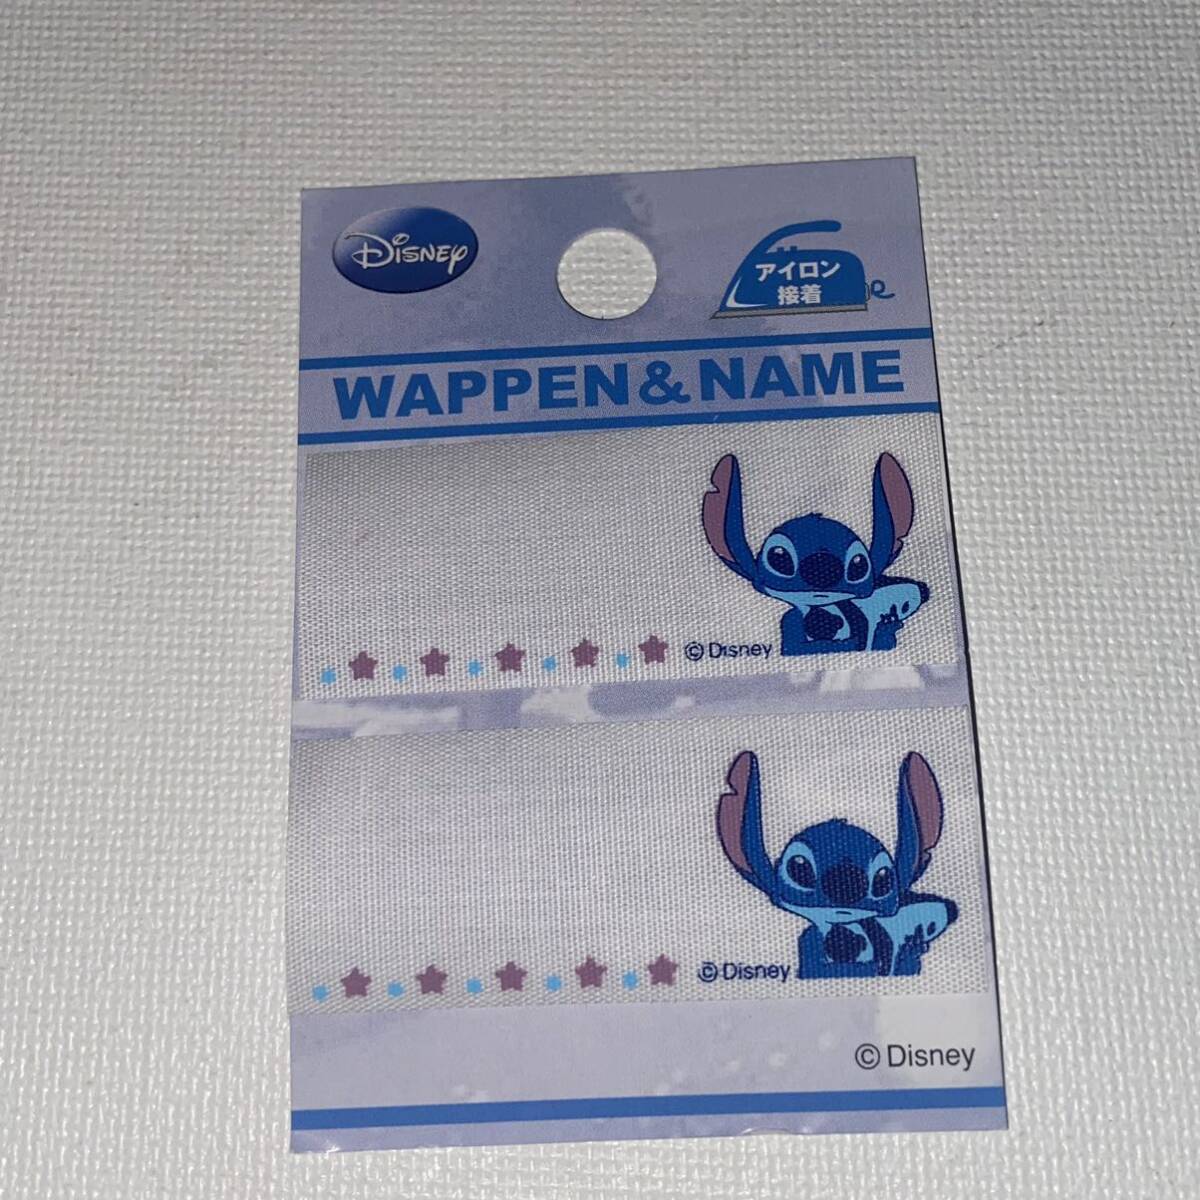 Disney
アイロン
接着
WAPPEN & NAME
© Disney
© Disney
© Disney